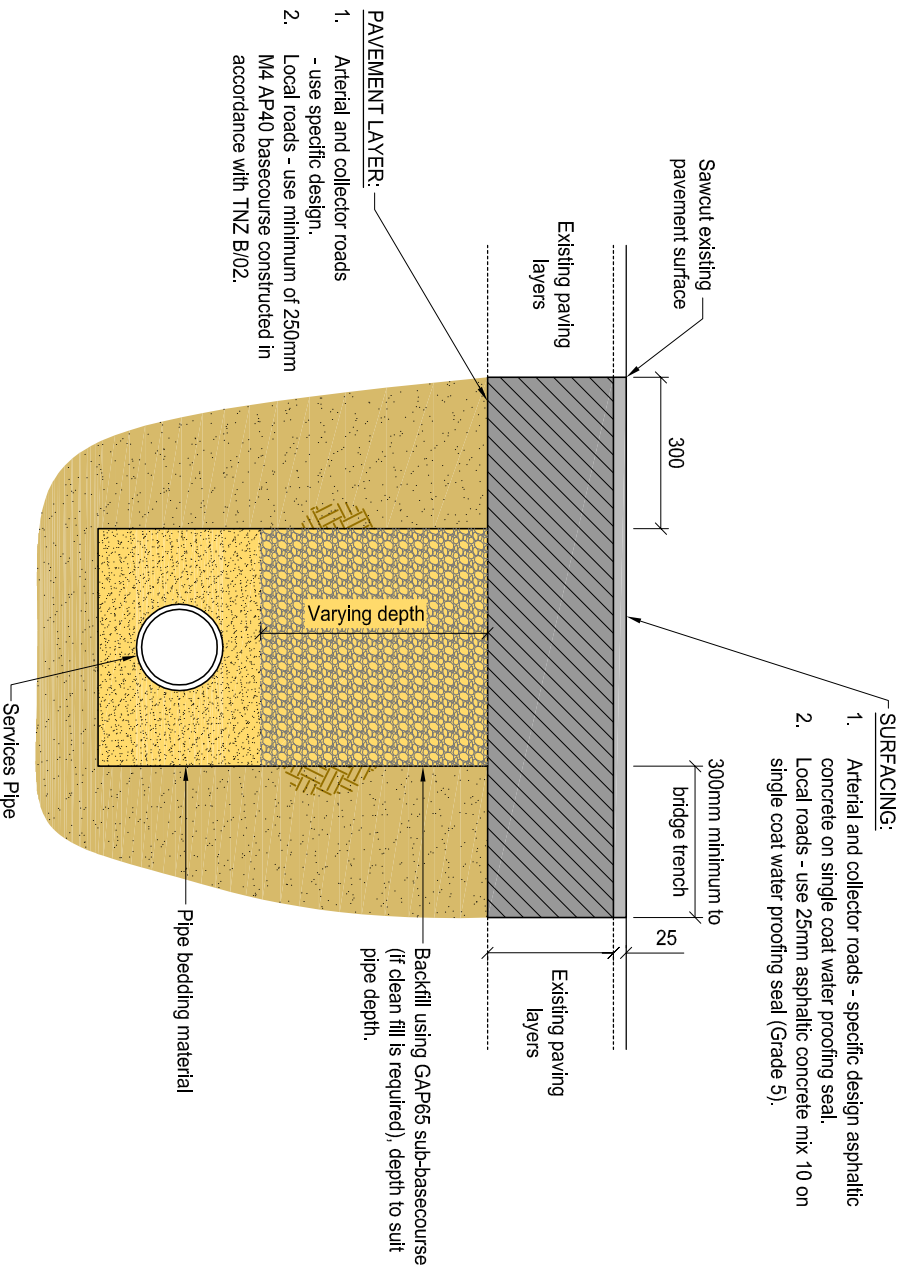 SURFACING:
1. Arterial and collector roads - specific design asphaltic
concrete on single coat water proofing seal.
2. Local roads - use 25mm asphaltic concrete mix 10 on
single coat water proofing seal (Grade 5).
Sawcut existing
pavement surface
300
300mm minimum to
bridge trench
25
Existing paving
layers
Existing paving
layers
PAVEMENT LAYER:
1. Arterial and collector roads
- use specific design.
2. Local roads - use minimum of 250mm
M4 AP40 basecourse constructed in
accordance with TNZ B/02.
Varying depth
Backfill using GAP65 sub-basecourse
(if clean fill is required), depth to suit
pipe depth.
Pipe bedding material
Services Pipe